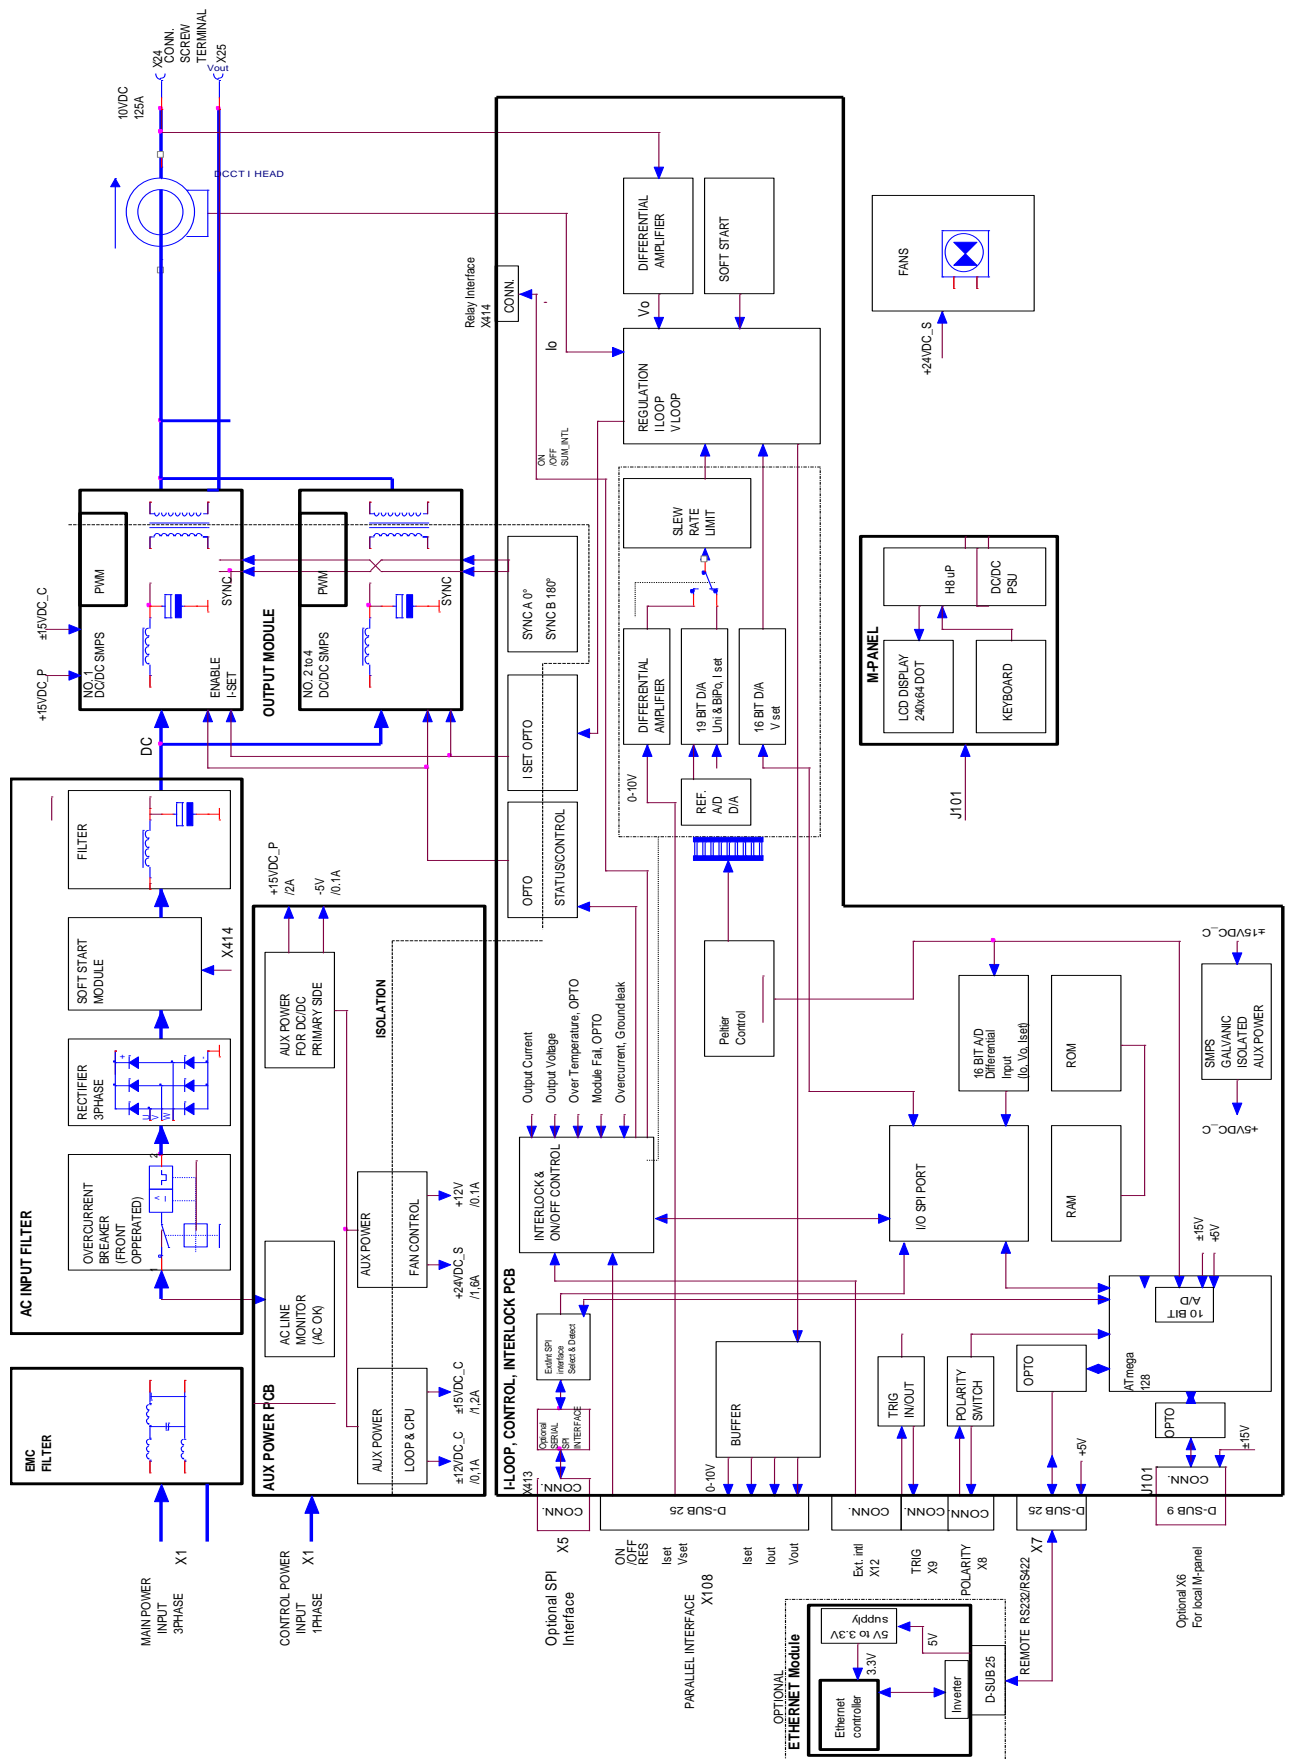 MAIN POWER
INPUT
3PHASE
X1
EMC
FILTER
CONTROL POWER
INPUT
1PHASE
X1
AC INPUT FILTER
OVERCURRENT
BREAKER
(FRONT
OPPERATED)
1
2
RECTIFIER
3PHASE
U
V
W
+
-
SOFT START
MODULE
X414
FILTER
DC
AUX POWER PCB
AC LINE
MONITOR
(AC OK)
AUX POWER
FOR DC/DC
PRIMARY SIDE
+15VDC_P
/2A
-5V
/0.1A
ISOLATION
AUX POWER
LOOP & CPU
±12VDC_C
/0,1A
±15VDC_C
/1,2A
AUX POWER
FAN CONTROL
+24VDC_S
/1,6A
+12V
/0.1A
+15VDC_P
±15VDC_C
NO. 1
DC/DC SMPS
PWM
ENABLE
I-SET
SYNC
OUTPUT MODULE
NO. 2 to 4
DC/DC SMPS
PWM
SYNC
10VDC
125A
X24
CONN.
SCREW
TERMINAL
X25
Vout
DCCT I HEAD
I-LOOP, CONTROL, INTERLOCK PCB
OPTO
STATUS/CONTROL
I SET OPTO
SYNC A 0°
SYNC B 180°
ON
/OFF
SUM_INTL
Relay Interface
X414
CONN.
Io
Vo
DIFFERENTIAL
AMPLIFIER
SOFT START
REGULATION
I LOOP
V LOOP
SLEW
RATE
LIMIT
DIFFERENTIAL
AMPLIFIER
19 BIT D/A
Uni & BiPo, I set
16 BIT D/A
V set
0-10V
REF.
A/D
D/A
Peltier
Control
Output Current
Output Voltage
Over Temperature, OPTO
Module Fail, OPTO
Overcurrent, Ground leak
INTERLOCK &
ON/OFF CONTROL
Ext/Int SPI
interface
Select & Detect
Optional
SERIAL
SPI
INTERFACE
X413
CONN.
X5
Optional SPI
Interface
BUFFER
0-10V
D-SUB 25
ON
/OFF
RES
Iset
Vset
Iset
Iout
Vout
PARALLEL INTERFACE
X108
I/O SPI PORT
16 BIT A/D
Differential
Input
(Io, Vo, Iset)
RAM
ROM
SMPS
GALVANIC
ISOLATED
AUX POWER
±15VDC_C
+5VDC_C
TRIG
IN/OUT
POLARITY
SWITCH
OPTO
10 BIT
A/D
±15V
+5V
ATmega
128
OPTO
CONN.
Ext. intl
X12
CONN.
TRIG
X9
CONN.
POLARITY
X8
D-SUB 25
X7
+5V
REMOTE RS232/RS422
J101
CONN.
D-SUB 9
±15V
Optional X6
For local M-panel
OPTIONAL
ETHERNET Module
Ethernet
controller
5V to 3.3V
supply
3.3V
5V
Inverter
D-SUB 25
M-PANEL
LCD DISPLAY
240x64 DOT
KEYBOARD
H8 uP
DC/DC
PSU
J101
FANS
+24VDC_S